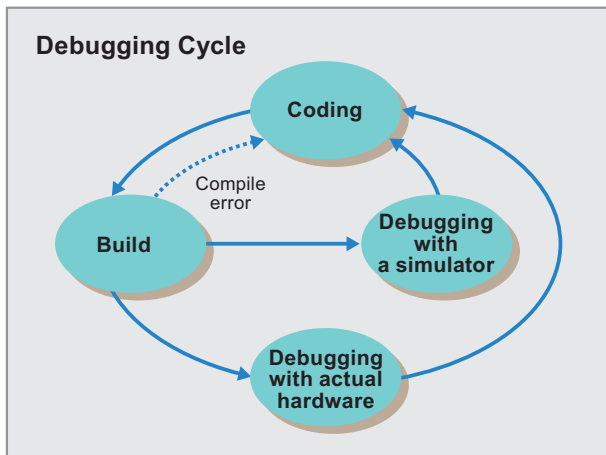 Debugging Cycle
Coding
Compile
error
Build
Debugging
with
a simulator
Debugging
with actual
hardware